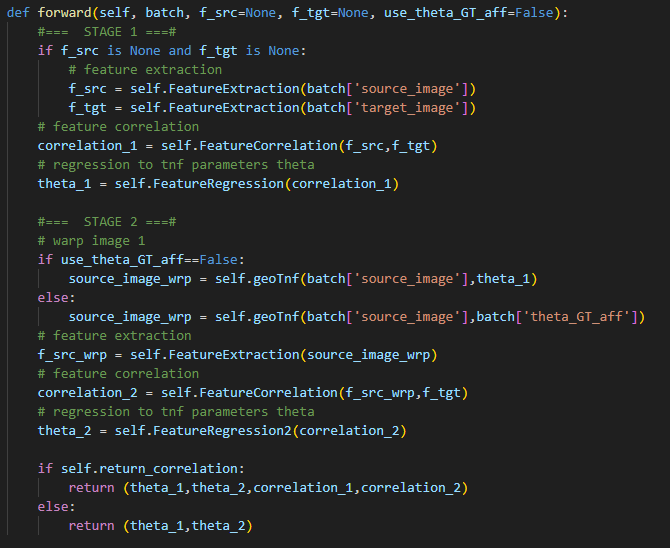 def forward(self, batch, f_src=None, f_tgt=None, use_theta_GT_aff=False):
    #===  STAGE 1 ===#
    if f_src is None and f_tgt is None:
        # feature extraction
        f_src = self.FeatureExtraction(batch['source_image'])
        f_tgt = self.FeatureExtraction(batch['target_image'])
    # feature correlation
    correlation_1 = self.FeatureCorrelation(f_src,f_tgt)
    # regression to tnf parameters theta
    theta_1 = self.FeatureRegression(correlation_1)

    #===  STAGE 2 ===#
    # warp image 1
    if use_theta_GT_aff==False:
        source_image_wrp = self.geoTnf(batch['source_image'],theta_1)
    else:
        source_image_wrp = self.geoTnf(batch['source_image'],batch['theta_GT_aff'])
    # feature extraction
    f_src_wrp = self.FeatureExtraction(source_image_wrp)
    # feature correlation
    correlation_2 = self.FeatureCorrelation(f_src_wrp,f_tgt)
    # regression to tnf parameters theta
    theta_2 = self.FeatureRegression2(correlation_2)

    if self.return_correlation:
        return (theta_1,theta_2,correlation_1,correlation_2)
    else:
        return (theta_1,theta_2)